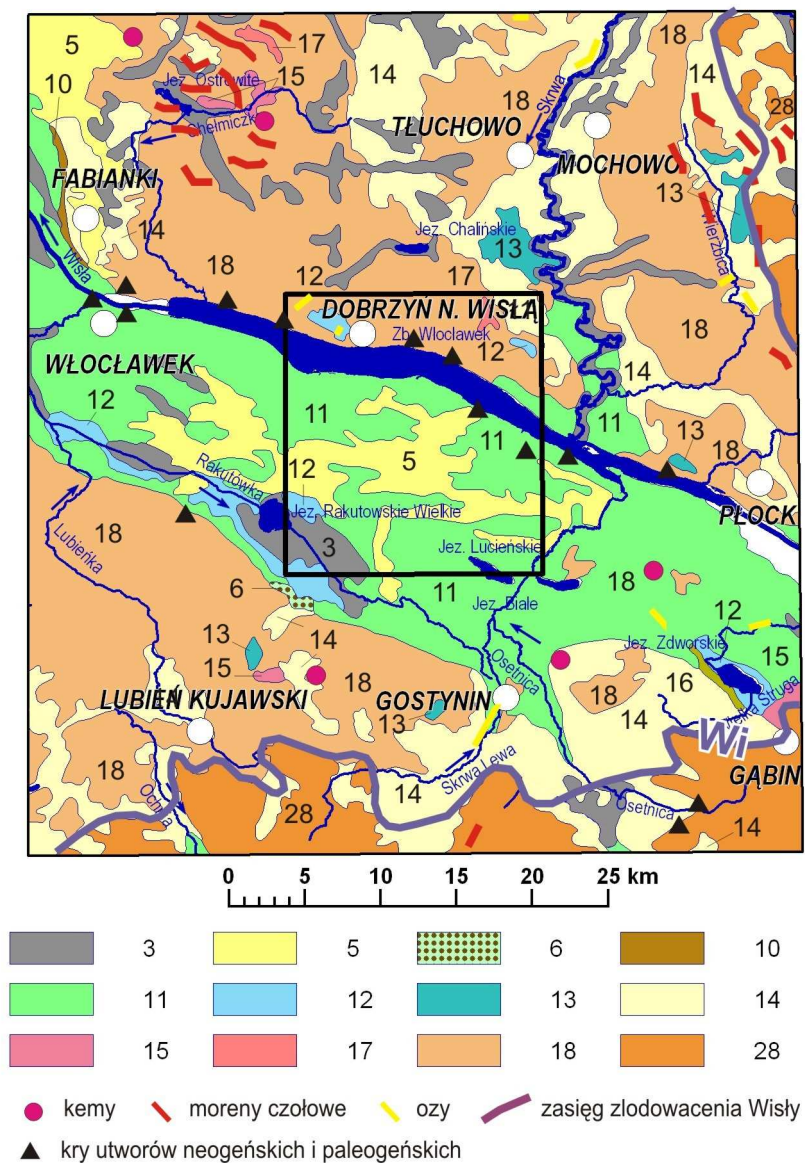 5
17
18
10
Jez. Ostrowite
15
14
14
28
Chełmiczk
TŁUCHOWO
18
Skrwa
MOCHOWO
FABIANKI
13
Wierzbica
14
Jez. Chalińskie
13
Wisła
18
12
17
DOBRZYŃ N. WISŁĄ
Zb. Włocławek
12
18
WŁOCŁAWEK
14
12
11
11
11
13
18
5
Rakutówka
12
Jez. Rakutowskie Wielkie
PŁOCK
Lubieńka
18
3
Jez. Lucieńskie
18
6
11
Jez. Białe
12
14
13
Jez. Zdworskie
15
15
Osetnica
16
LUBIEŃ KUJAWSKI
18
GOSTYNIN
18
14
13
ielka Struga
Wi
18
Ochnia
Skrwa Lewa
GĄBIN
28
14
Osetnica
14
0 5 10 15 20 25 km
3 5 6 10
11 12 13 14
15 17 18 28
kemy moreny czołowe ozy zasięg zlodowacenia Wisły
kry utworów neogeńskich i paleogeńskich